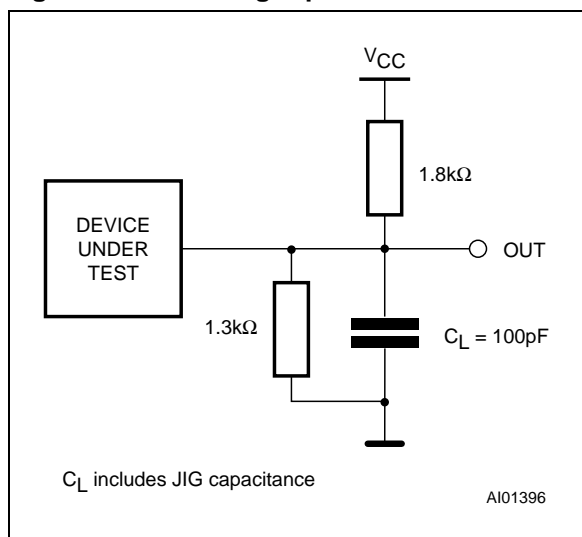 VCC
1.8kΩ
DEVICE
UNDER
TEST
OUT
1.3kΩ
CL = 100pF
CL includes JIG capacitance
AI01396